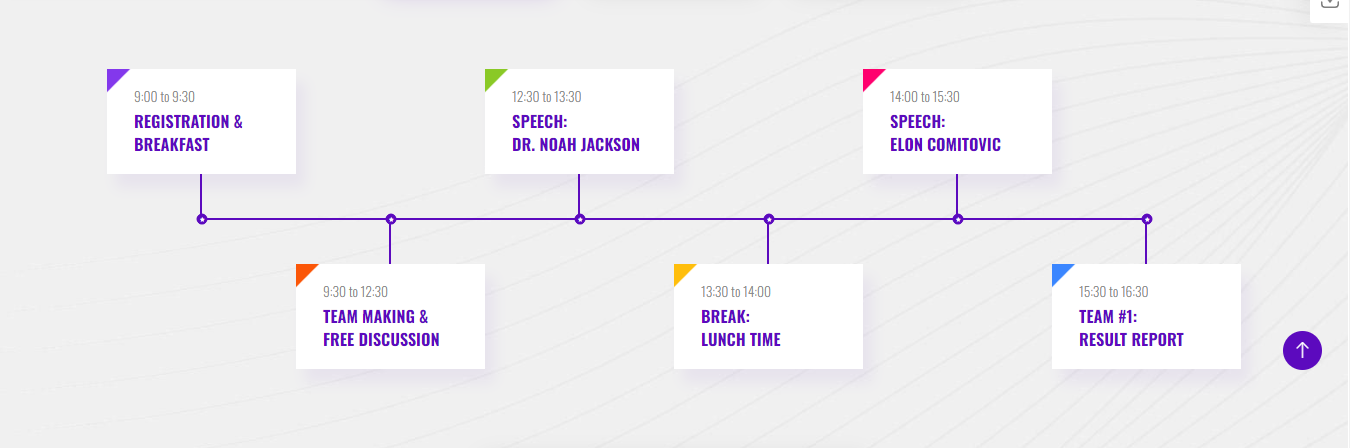 9:00 to 9:30
REGISTRATION &
BREAKFAST
12:30 to 13:30
SPEECH:
DR. NOAH JACKSON
14:00 to 15:30
SPEECH:
ELON COMITOVIC
9:30 to 12:30
TEAM MAKING &
FREE DISCUSSION
13:30 to 14:00
BREAK:
LUNCH TIME
15:30 to 16:30
TEAM #1:
RESULT REPORT